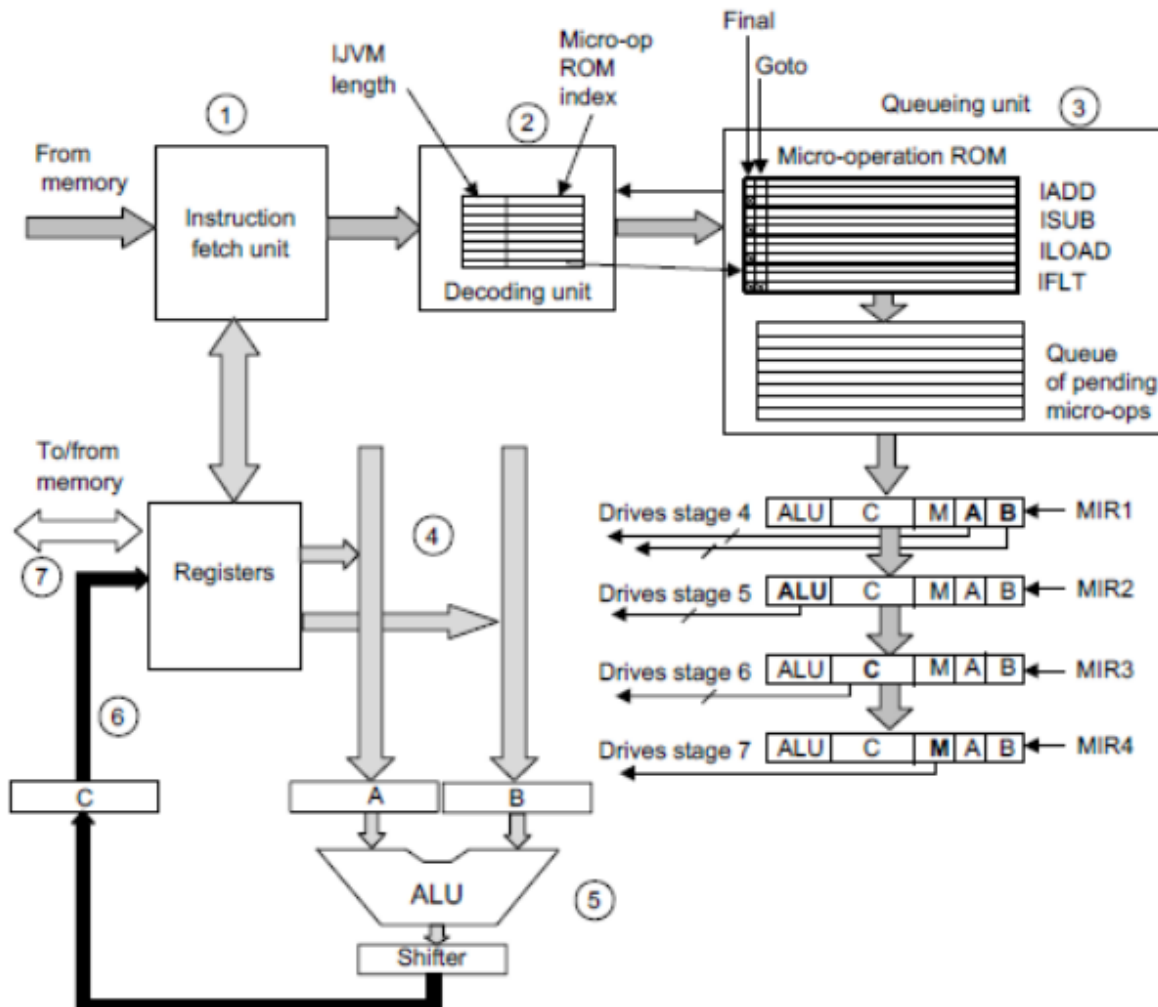 Final
Goto
IJVM
length
Micro-op
ROM
index
1
2
Queueing unit
3
From
memory
Instruction
fetch unit
Decoding unit
Micro-operation ROM
IADD
ISUB
ILOAD
IFLT
Queue
of pending
micro-ops
To/from
memory
7
Registers
4
Drives stage 4
ALU C M A B
MIR1
Drives stage 5
ALU C M A B
MIR2
Drives stage 6
ALU C M A B
MIR3
Drives stage 7
ALU C M A B
MIR4
6
C
A
B
ALU
5
Shifter